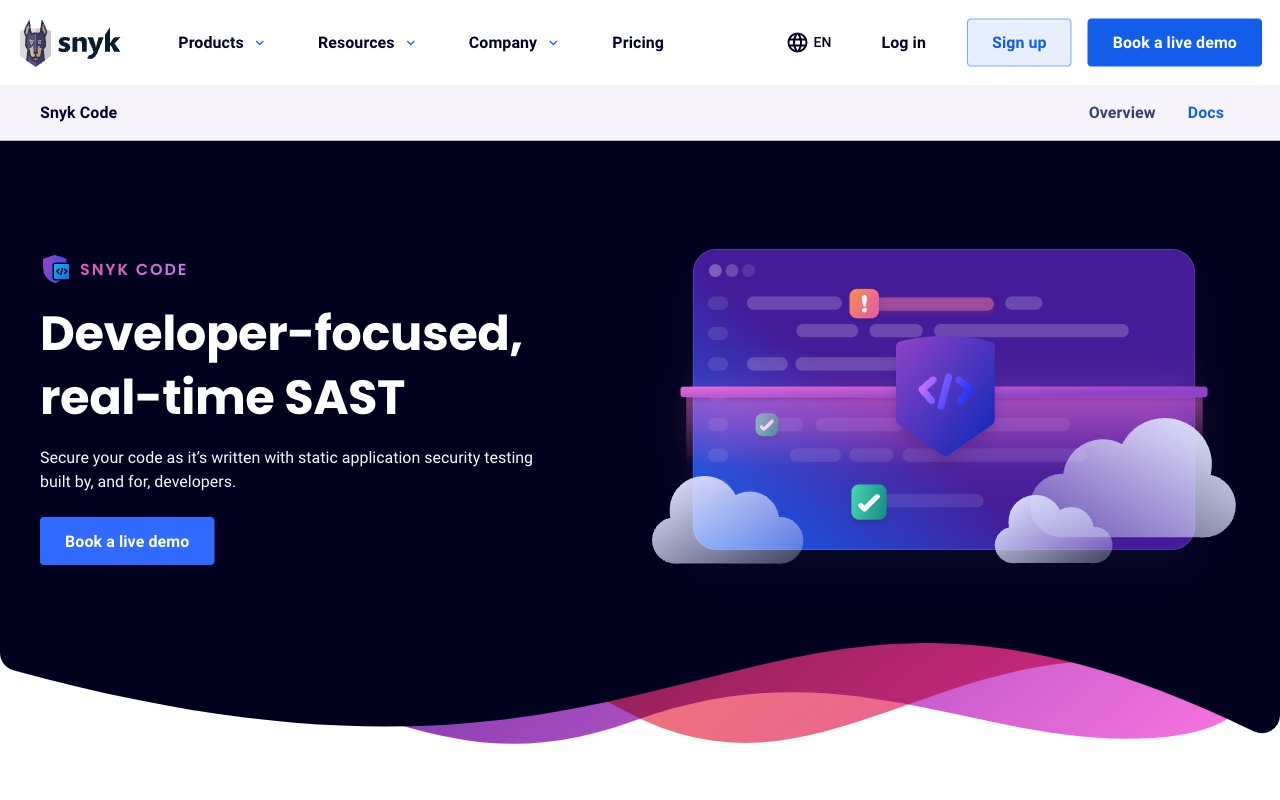 snyk
Products
Resources
Company
Pricing
EN
Log in
Sign up
Book a live demo
Snyk Code
Overview
Docs
SNYK CODE
Developer-focused,
real-time SAST
Secure your code as it’s written with static application security testing
built by, and for, developers.
Book a live demo